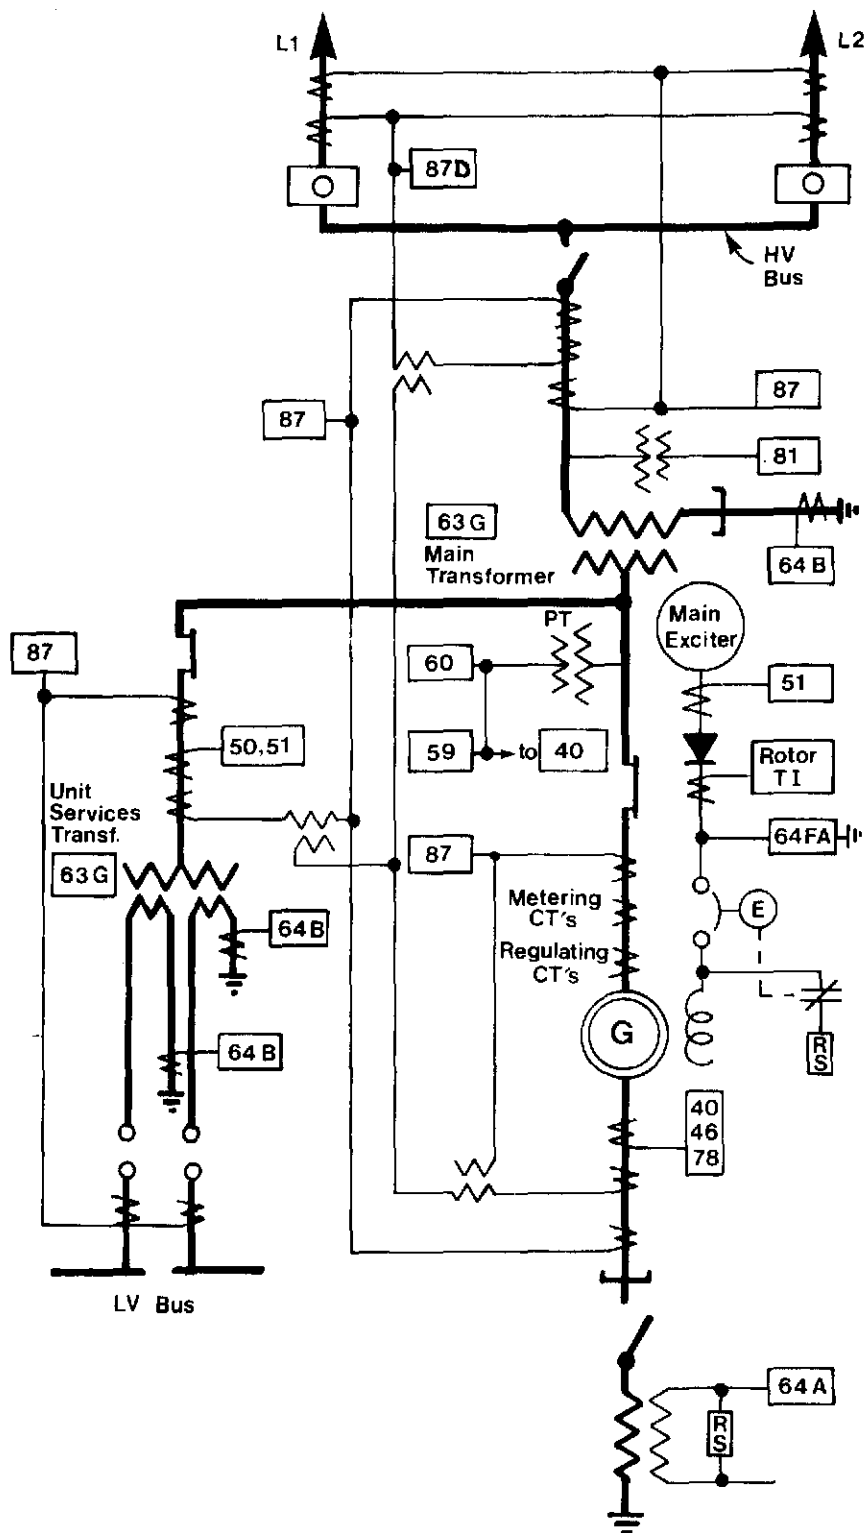 L1
L2
87D
HV
Bus
87
87
81
63G
Main
Transformer
64B
PT
Main
Exciter
87
60
51
50,51
59
to 40
Rotor
TI
Unit
Services
Transf.
87
64FA
63G
Metering
CT's
E
64B
Regulating
CT's
G
64B
RS
40
46
78
LV Bus
64A
RS